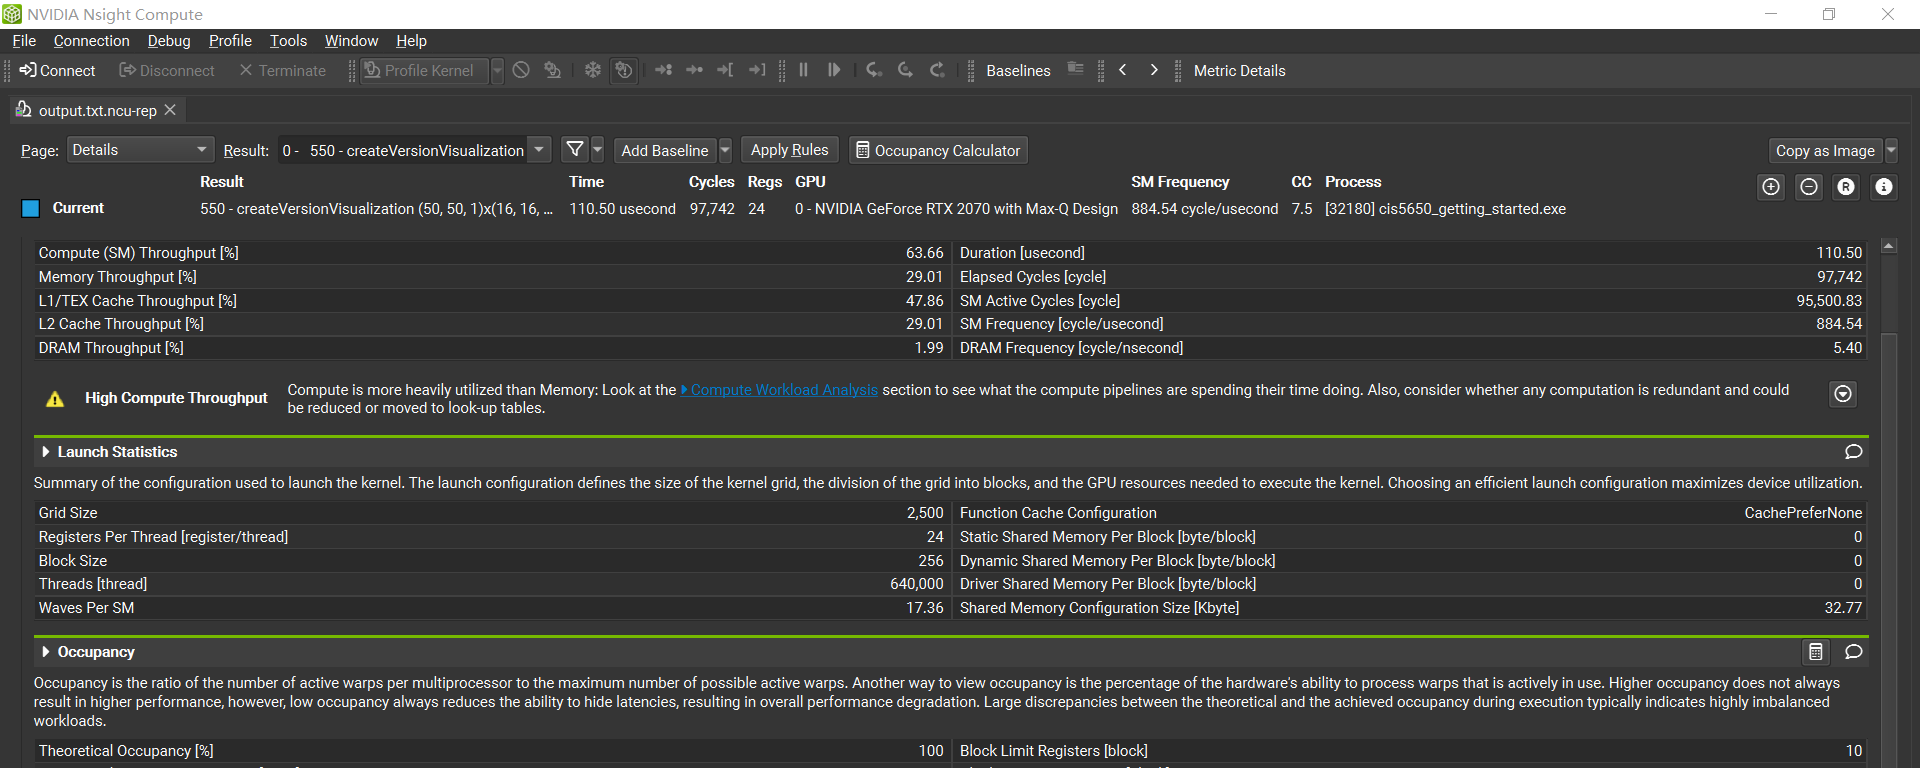 NVIDIA Nsight Compute
File Connection Debug Profile Tools Window Help
Connect Disconnect Terminate Profile Kernel Baselines Metric Details
output.txt.ncu-rep
Page: Details Result: 0 - 550 - createVersionVisualization Add Baseline Apply Rules Occupancy Calculator Copy as Image
Result Time Cycles Regs GPU SM Frequency CC Process
Current 550 - createVersionVisualization (50, 50, 1)x(16, 16, ... 110.50 usecond 97,742 24 0 - NVIDIA GeForce RTX 2070 with Max-Q Design 884.54 cycle/usecond 7.5 [32180] cis5650_getting_started.exe
Compute (SM) Throughput [%] 63.66 Duration [usecond] 110.50
Memory Throughput [%] 29.01 Elapsed Cycles [cycle] 97,742
L1/TEX Cache Throughput [%] 47.86 SM Active Cycles [cycle] 95,500.83
L2 Cache Throughput [%] 29.01 SM Frequency [cycle/usecond] 884.54
DRAM Throughput [%] 1.99 DRAM Frequency [cycle/nsecond] 5.40
High Compute Throughput Compute is more heavily utilized than Memory: Look at the Compute Workload Analysis section to see what the compute pipelines are spending their time doing. Also, consider whether any computation is redundant and could
be reduced or moved to look-up tables.
Launch Statistics
Summary of the configuration used to launch the kernel. The launch configuration defines the size of the kernel grid, the division of the grid into blocks, and the GPU resources needed to execute the kernel. Choosing an efficient launch configuration maximizes device utilization.
Grid Size 2,500 Function Cache Configuration CachePreferNone
Registers Per Thread [register/thread] 24 Static Shared Memory Per Block [byte/block] 0
Block Size 256 Dynamic Shared Memory Per Block [byte/block] 0
Threads [thread] 640,000 Driver Shared Memory Per Block [byte/block] 0
Waves Per SM 17.36 Shared Memory Configuration Size [Kbyte] 32.77
Occupancy
Occupancy is the ratio of the number of active warps per multiprocessor to the maximum number of possible active warps. Another way to view occupancy is the percentage of the hardware's ability to process warps that is actively in use. Higher occupancy does not always
result in higher performance, however, low occupancy always reduces the ability to hide latencies, resulting in overall performance degradation. Large discrepancies between the theoretical and the achieved occupancy during execution typically indicates highly imbalanced
workloads.
Theoretical Occupancy [%] 100 Block Limit Registers [block] 10